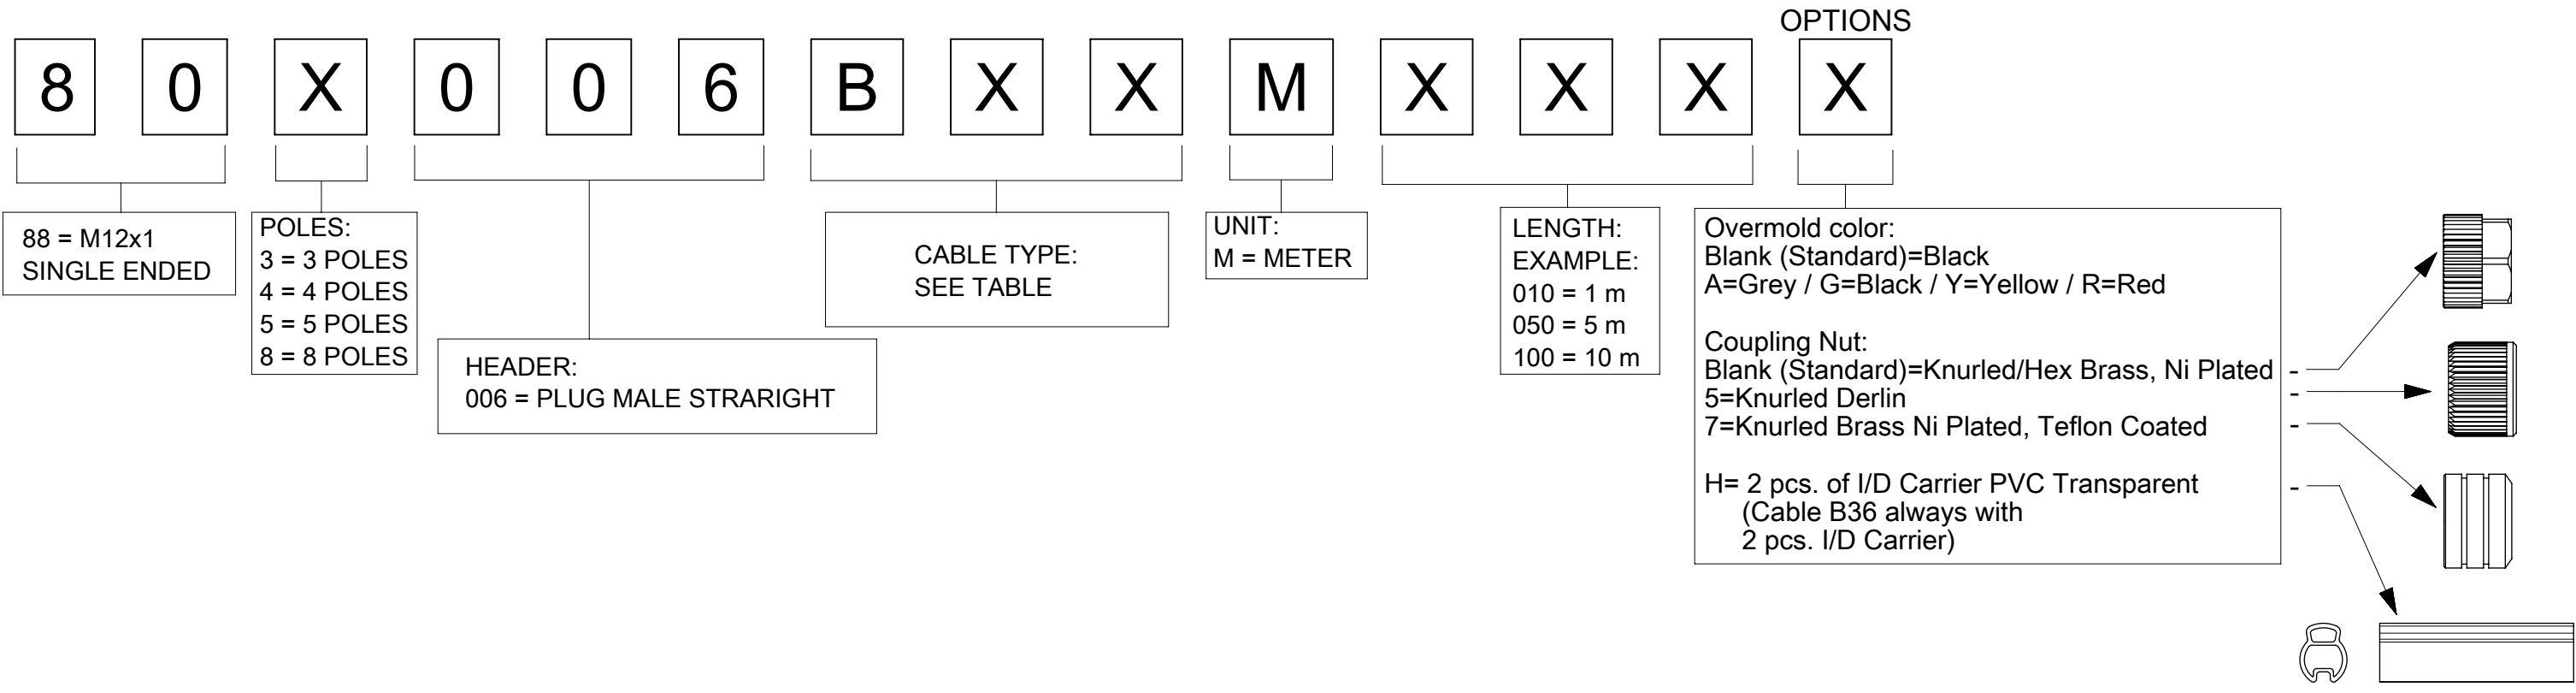 OPTIONS
8 0 X 0 0 6 B X X M X X X X
88 = M12x1
SINGLE ENDED
POLES:
3 = 3 POLES
4 = 4 POLES
5 = 5 POLES
8 = 8 POLES
HEADER:
006 = PLUG MALE STRARIGHT
CABLE TYPE:
SEE TABLE
UNIT:
M = METER
LENGTH:
EXAMPLE:
010 = 1 m
050 = 5 m
100 = 10 m
Overmold color:
Blank (Standard)=Black
A=Grey / G=Black / Y=Yellow / R=Red
Coupling Nut:
Blank (Standard)=Knurled/Hex Brass, Ni Plated -
5=Knurled Derlin -
7=Knurled Brass Ni Plated, Teflon Coated -
H= 2 pcs. of I/D Carrier PVC Transparent -
(Cable B36 always with
2 pcs. I/D Carrier)